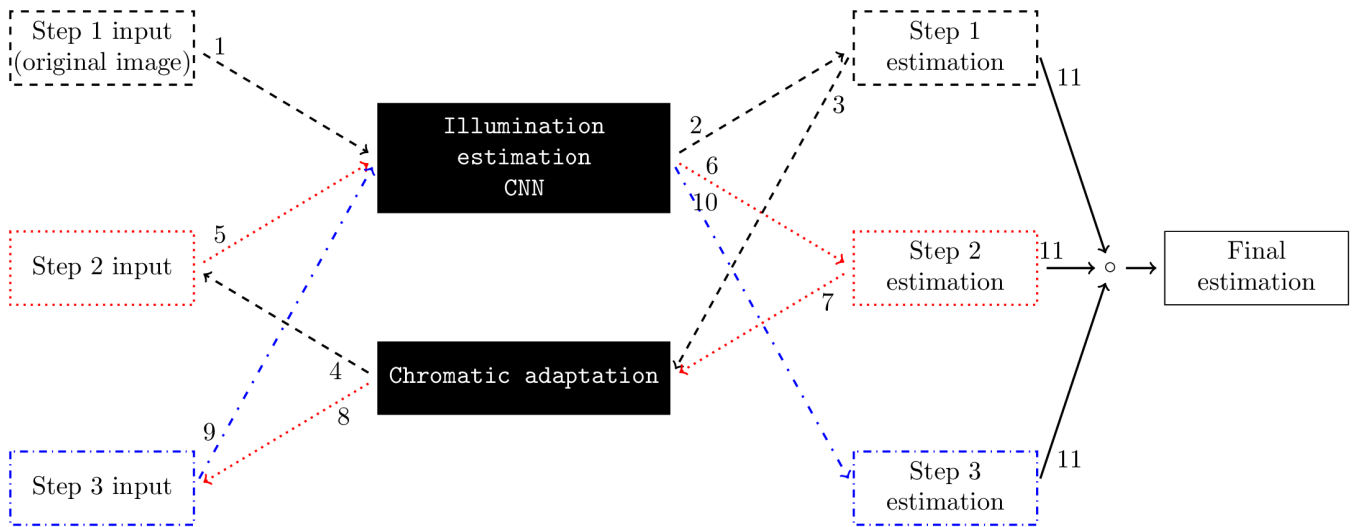 Step 1 input
(original image)
1
Step 1
estimation
11
3
2
Illumination
estimation
CNN
6
10
5
Step 2 input
Step 2
estimation
11
○
Final
estimation
7
4
Chromatic adaptation
8
9
Step 3 input
Step 3
estimation
11